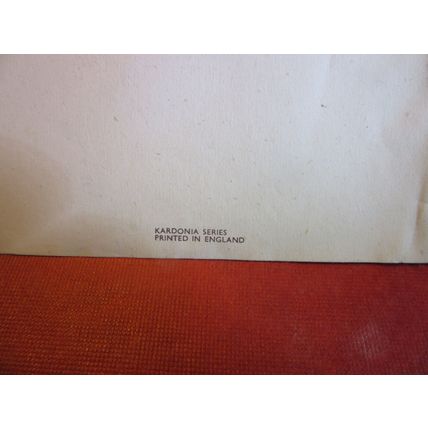 KARDONIA SERIES
PRINTED IN ENGLAND